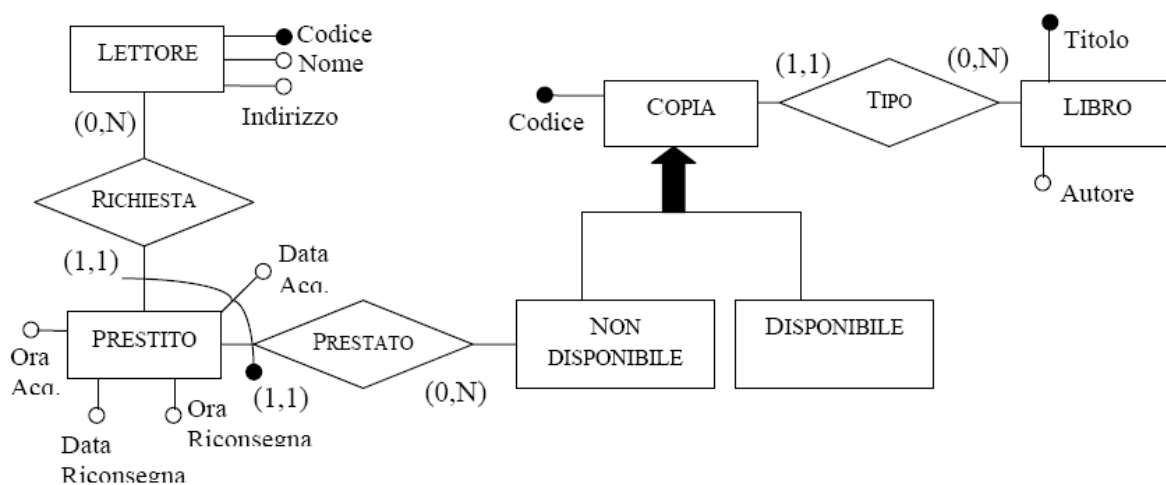 LETTORE
Codice
Nome
Indirizzo
(0,N)
RICHIESTA
(1,1)
Data
Acq.
PRESTITO
Ora
Acq.
Data
Riconsegna
Ora
Riconsegna
(1,1)
PRESTATO
(0,N)
NON
DISPONIBILE
DISPONIBILE
Codice
COPIA
(1,1)
TIPO
(0,N)
Titolo
LIBRO
Autore